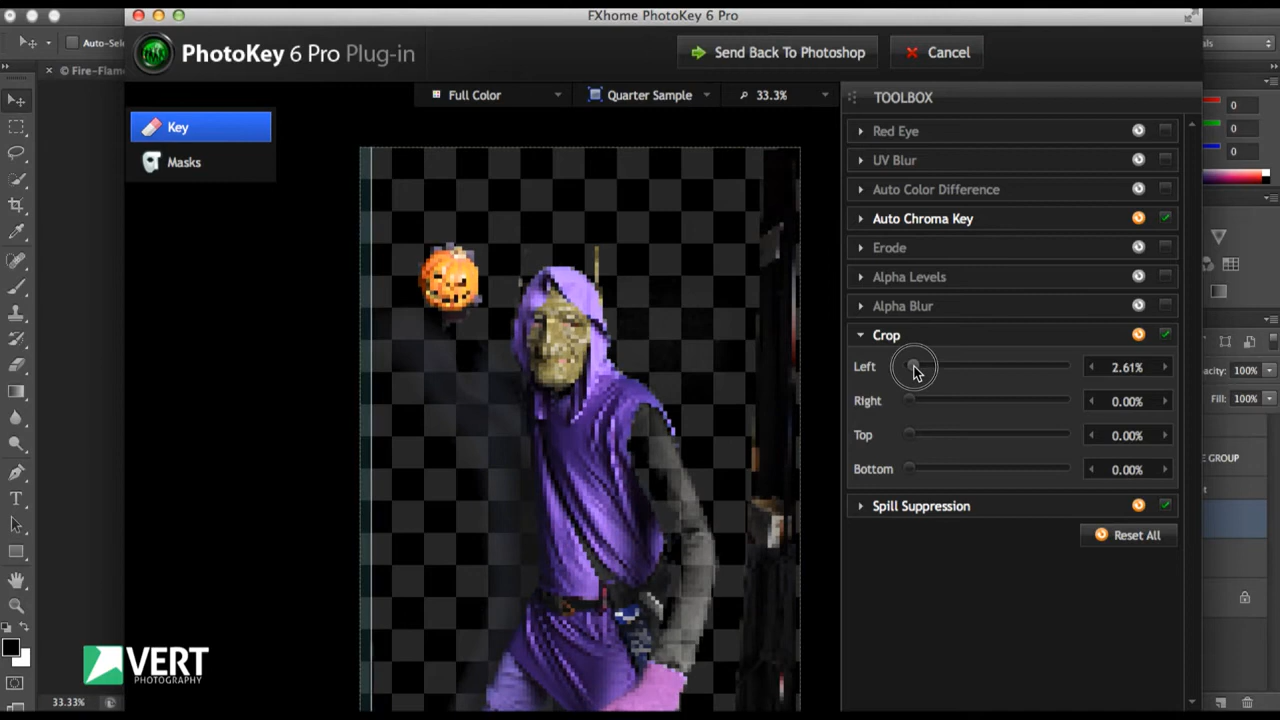 FXhome PhotoKey 6 Pro
Auto-Sele
PhotoKey 6 Pro Plug-in
Send Back To Photoshop
Cancel
© Fire-Flam
Full Color
Quarter Sample
33.3%
TOOLBOX
0
0
0
Key
Masks
Red Eye
UV Blur
Auto Color Difference
Auto Chroma Key
Erode
Alpha Levels
Alpha Blur
Crop
Left
2.61%
Right
0.00%
Top
0.00%
Bottom
0.00%
Spill Suppression
Reset All
acity: 100%
Fill: 100%
GROUP
VERT
PHOTOGRAPHY
33.33%